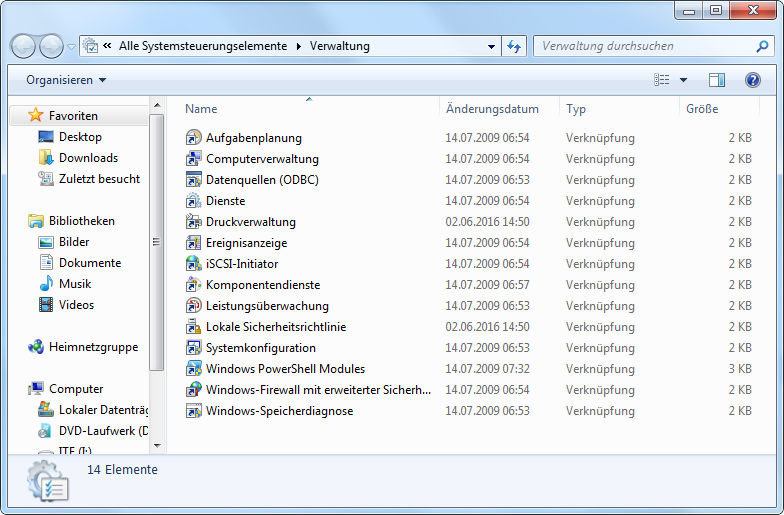 « Alle Systemsteuerungselemente ▸ Verwaltung
Verwaltung durchsuchen
Organisieren
Favoriten
Desktop
Downloads
Zuletzt besucht
Bibliotheken
Bilder
Dokumente
Musik
Videos
Heimnetzgruppe
Computer
Lokaler Datenträg
DVD-Laufwerk (D
ITE (I:)
Name Änderungsdatum Typ Größe
Aufgabenplanung 14.07.2009 06:54 Verknüpfung 2 KB
Computerverwaltung 14.07.2009 06:54 Verknüpfung 2 KB
Datenquellen (ODBC) 14.07.2009 06:53 Verknüpfung 2 KB
Dienste 14.07.2009 06:54 Verknüpfung 2 KB
Druckverwaltung 02.06.2016 14:50 Verknüpfung 2 KB
Ereignisanzeige 14.07.2009 06:54 Verknüpfung 2 KB
iSCSI-Initiator 14.07.2009 06:54 Verknüpfung 2 KB
Komponentendienste 14.07.2009 06:57 Verknüpfung 2 KB
Leistungsüberwachung 14.07.2009 06:53 Verknüpfung 2 KB
Lokale Sicherheitsrichtlinie 02.06.2016 14:50 Verknüpfung 2 KB
Systemkonfiguration 14.07.2009 06:53 Verknüpfung 2 KB
Windows PowerShell Modules 14.07.2009 07:32 Verknüpfung 3 KB
Windows-Firewall mit erweiterter Sicherh... 14.07.2009 06:54 Verknüpfung 2 KB
Windows-Speicherdiagnose 14.07.2009 06:53 Verknüpfung 2 KB
14 Elemente